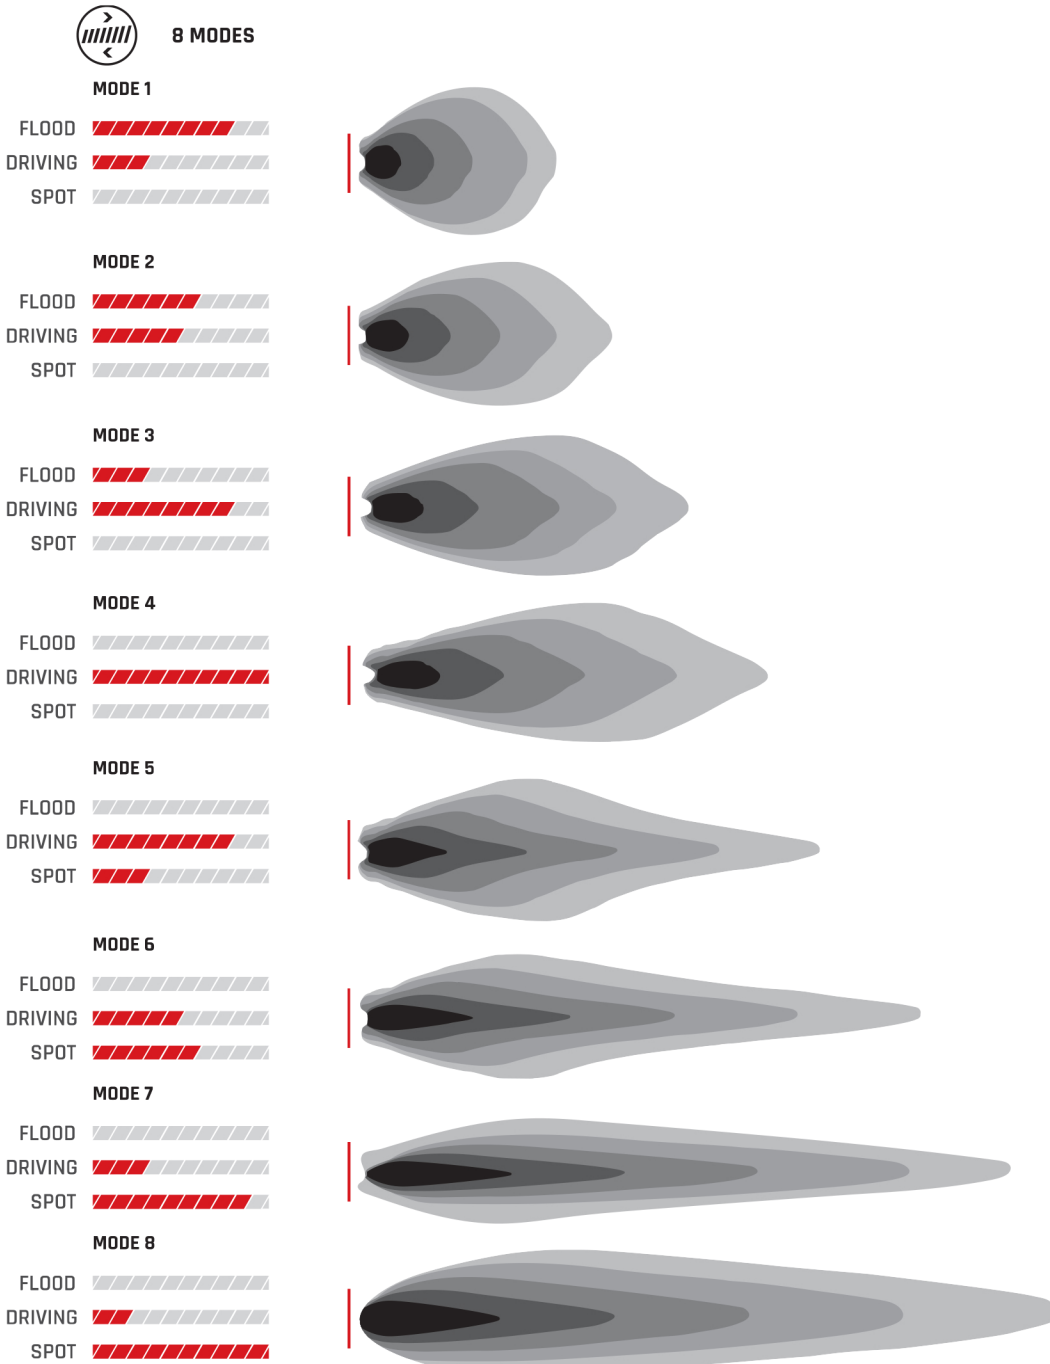 8 MODES
MODE 1
FLOOD
DRIVING
SPOT
MODE 2
FLOOD
DRIVING
SPOT
MODE 3
FLOOD
DRIVING
SPOT
MODE 4
FLOOD
DRIVING
SPOT
MODE 5
FLOOD
DRIVING
SPOT
MODE 6
FLOOD
DRIVING
SPOT
MODE 7
FLOOD
DRIVING
SPOT
MODE 8
FLOOD
DRIVING
SPOT